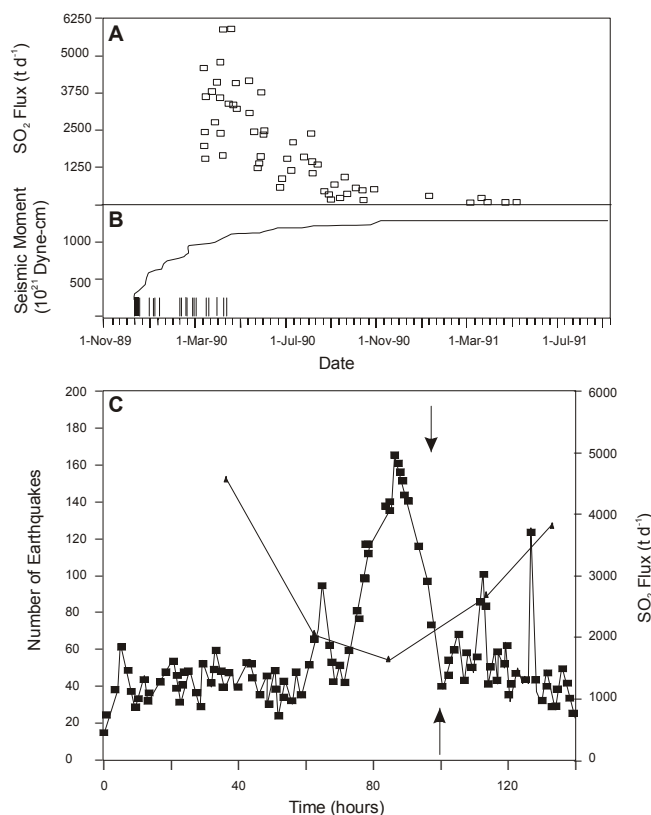 A
6250
5000
3750
2500
1250
SO2 Flux (t d-1)
B
1000
500
0
Seismic Moment
(10^21 Dyne-cm)
1-Nov-89 1-Mar-90 1-Jul-90 1-Nov-90 1-Mar-91 1-Jul-91
Date
C
200
180
160
140
120
100
80
60
40
20
0
Number of Earthquakes
6000
5000
4000
3000
2000
1000
0
SO2 Flux (t d-1)
0 40 80 120
Time (hours)